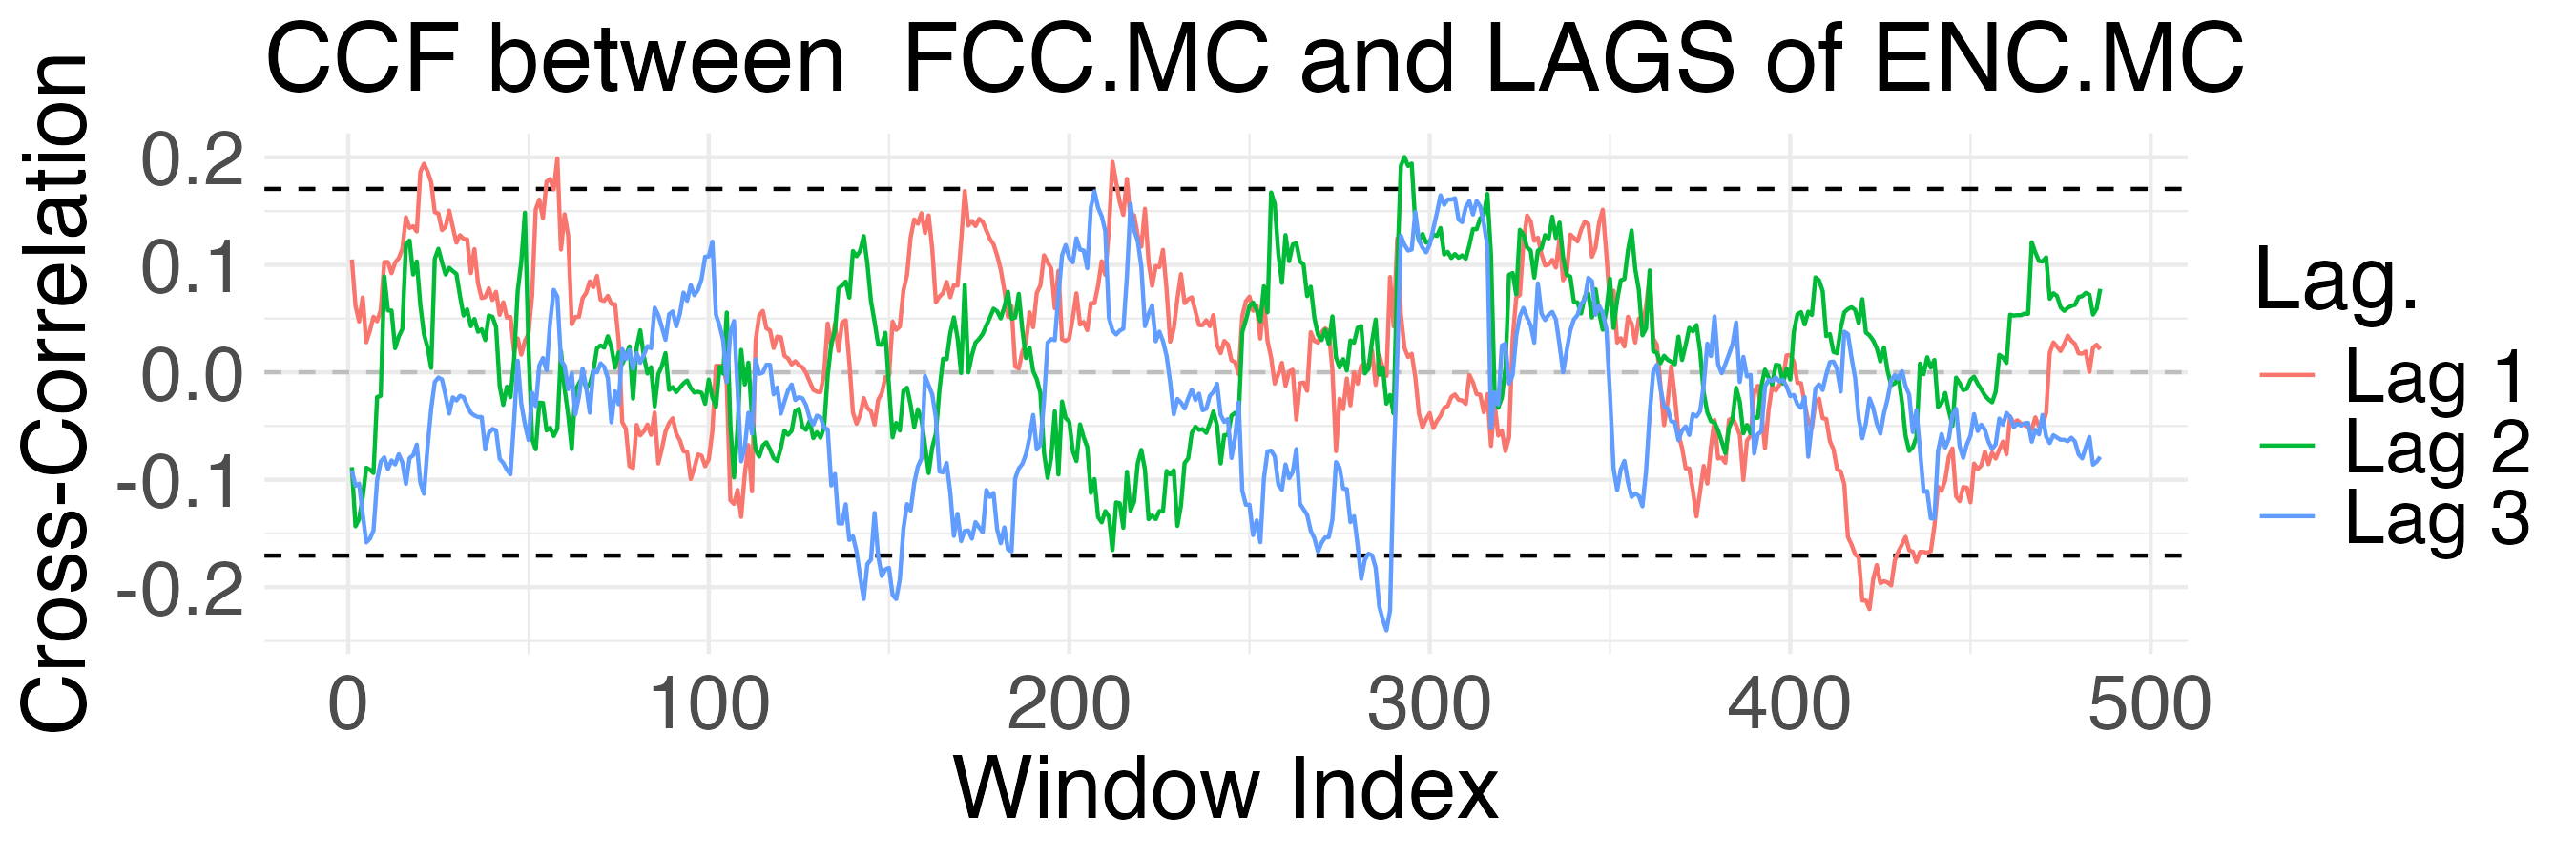 CCF between  FCC.MC and LAGS of ENC.MC
Cross-Correlation
0.2
0.1
0.0
-0.1
-0.2
0 100 200 300 400 500
Window Index
Lag.
Lag 1
Lag 2
Lag 3